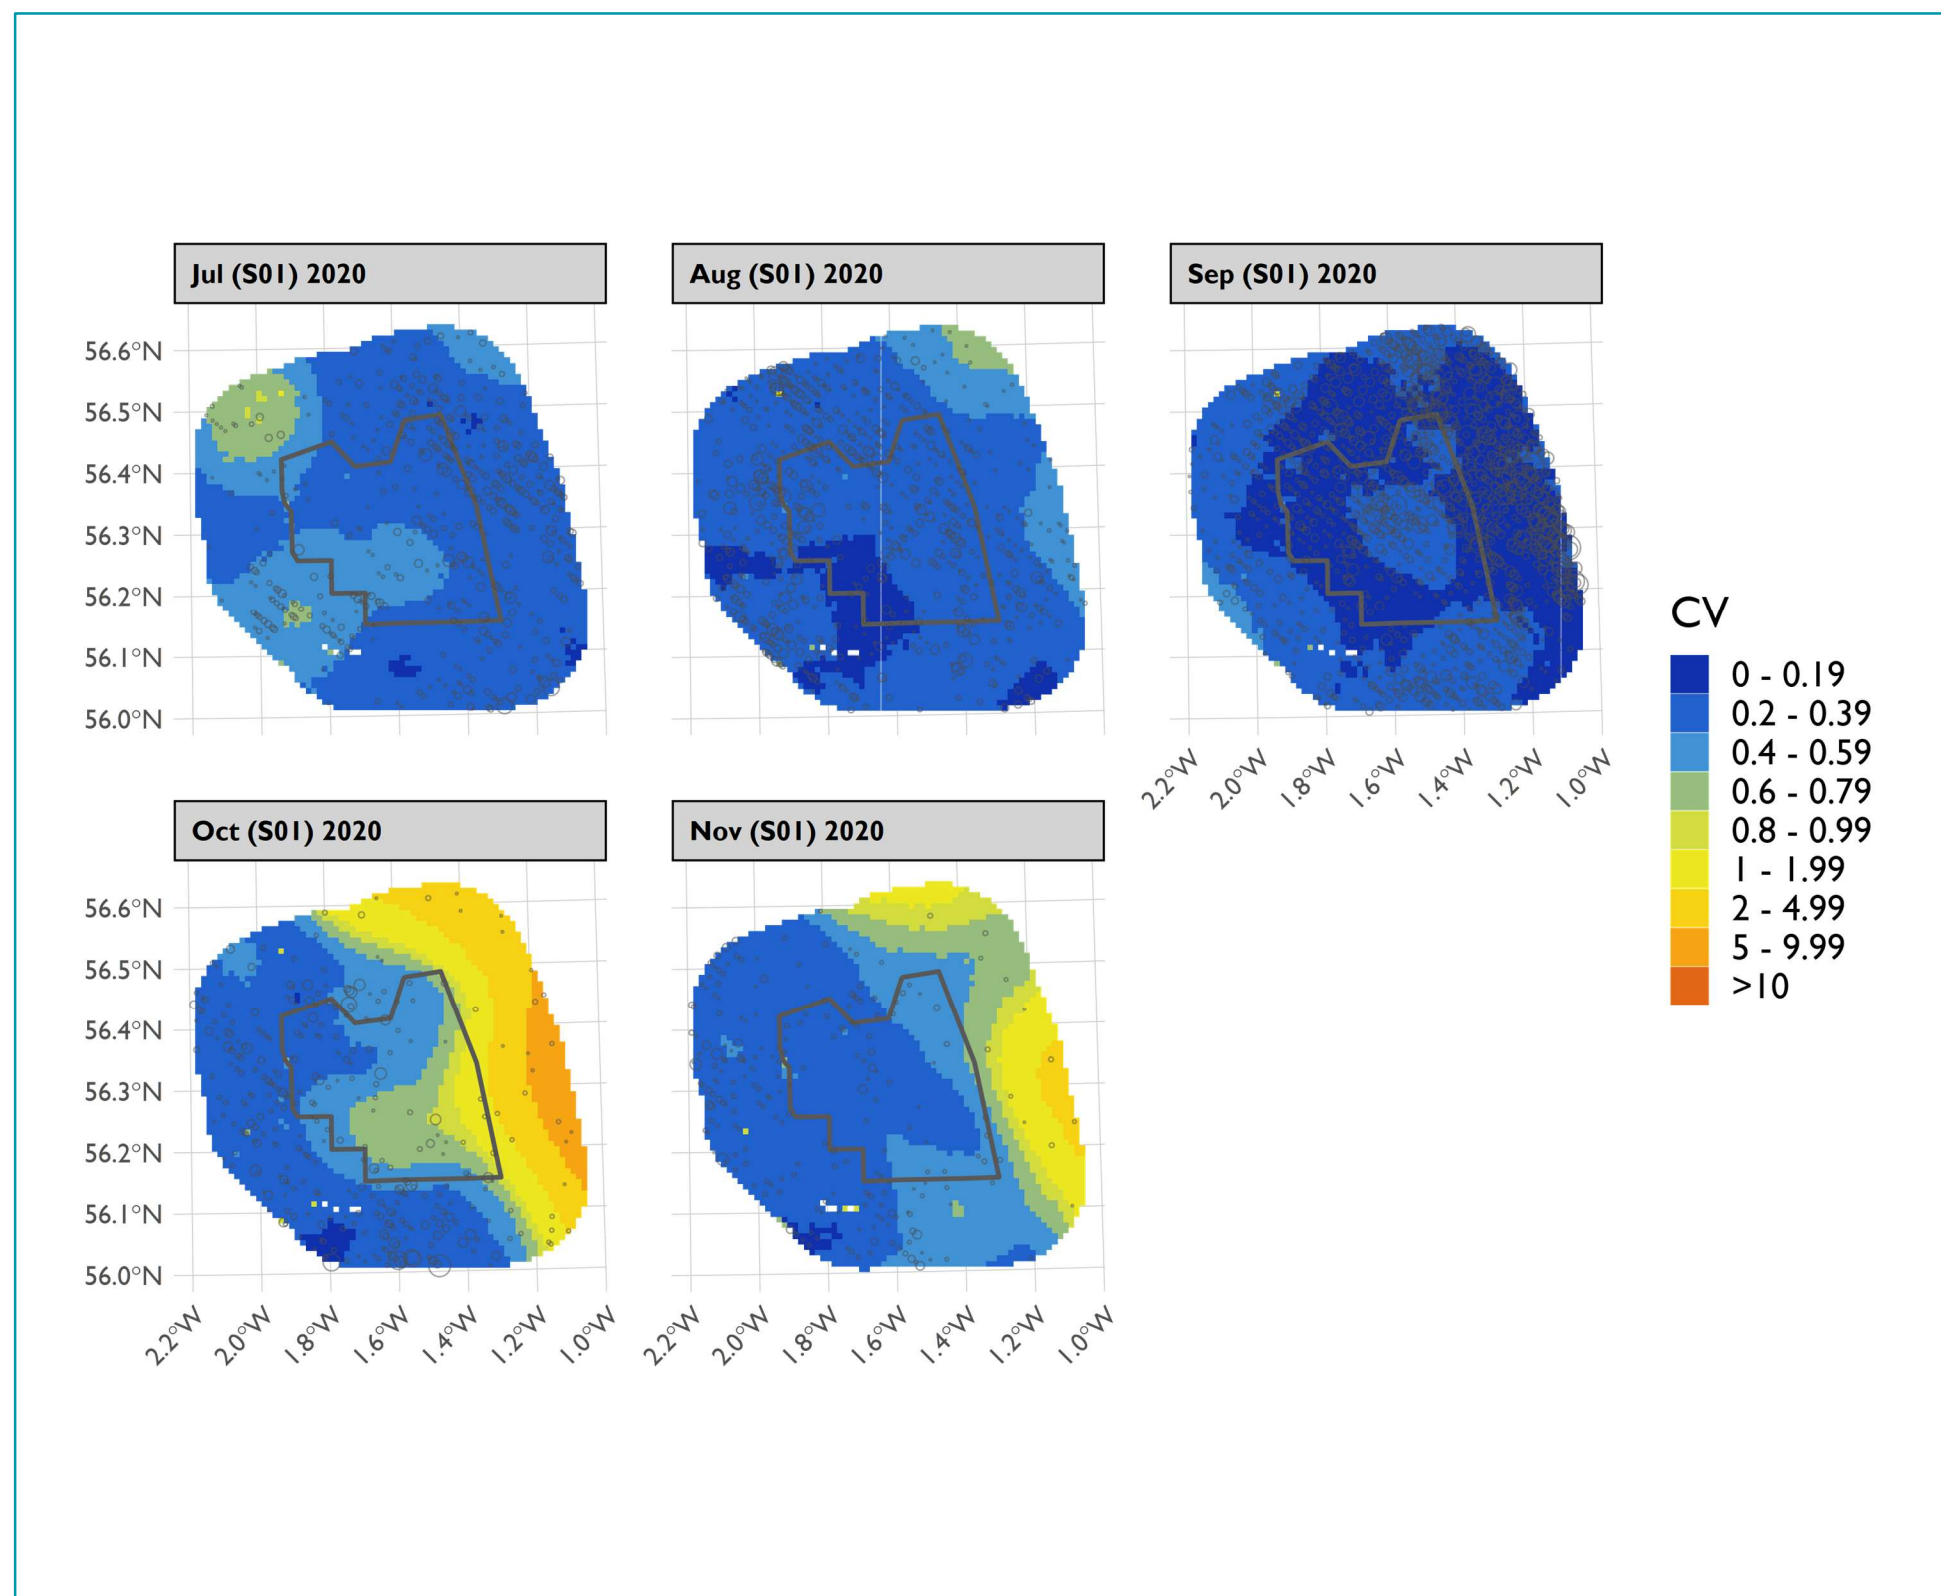 Jul (S01) 2020
Aug (S01) 2020
Sep (S01) 2020
56.6°N
56.5°N
56.4°N
56.3°N
56.2°N
56.1°N
56.0°N
2.2°W
2.0°W
1.8°W
1.6°W
1.4°W
1.2°W
1.0°W
Oct (S01) 2020
Nov (S01) 2020
56.6°N
56.5°N
56.4°N
56.3°N
56.2°N
56.1°N
56.0°N
2.2°W
2.0°W
1.8°W
1.6°W
1.4°W
1.2°W
1.0°W
2.2°W
2.0°W
1.8°W
1.6°W
1.4°W
1.2°W
1.0°W
CV
0 - 0.19
0.2 - 0.39
0.4 - 0.59
0.6 - 0.79
0.8 - 0.99
1 - 1.99
2 - 4.99
5 - 9.99
>10